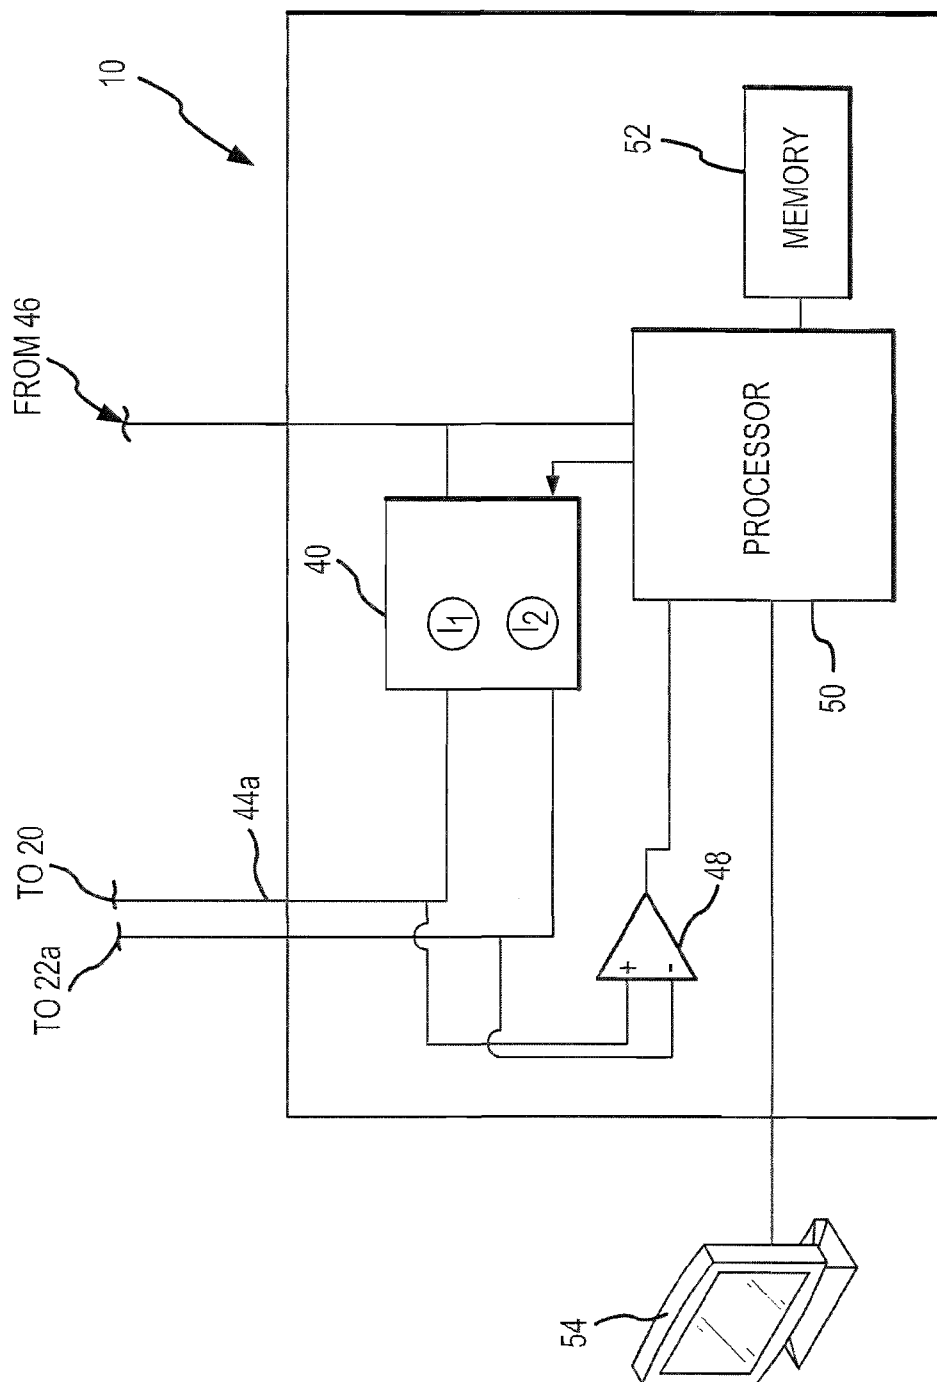 10
FROM 46
TO 20
TO 22a
44a
40
I1
I2
52
MEMORY
PROCESSOR
50
48
+
-
54